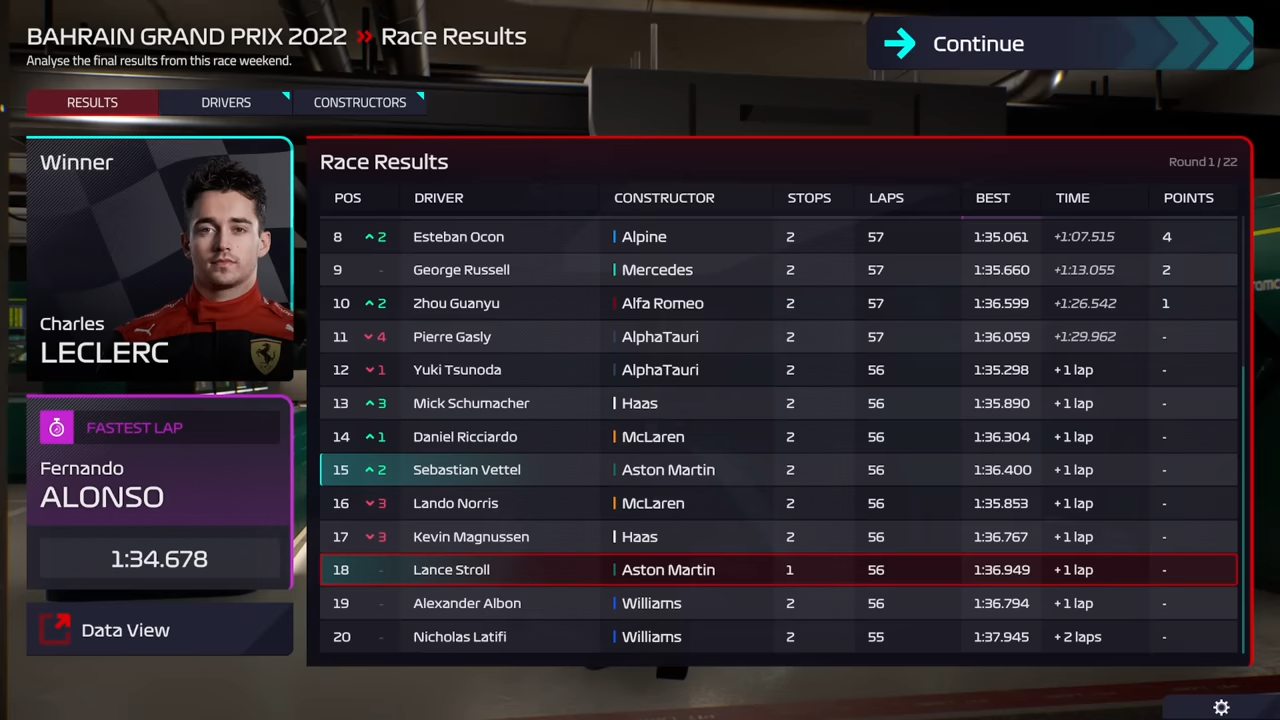 BAHRAIN GRAND PRIX 2022 » Race Results
Analyse the final results from this race weekend.
Continue
RESULTS DRIVERS CONSTRUCTORS
Winner
Charles
LECLERC
FASTEST LAP
Fernando
ALONSO
1:34.678
Data View
Race Results Round 1 / 22
POS DRIVER CONSTRUCTOR STOPS LAPS BEST TIME POINTS
8 2 Esteban Ocon Alpine 2 57 1:35.061 +1:07.515 4
9 - George Russell Mercedes 2 57 1:35.660 +1:13.055 2
10 2 Zhou Guanyu Alfa Romeo 2 57 1:36.599 +1:26.542 1
11 4 Pierre Gasly AlphaTauri 2 57 1:36.059 +1:29.962 -
12 1 Yuki Tsunoda AlphaTauri 2 56 1:35.298 + 1 lap -
13 3 Mick Schumacher Haas 2 56 1:35.890 + 1 lap -
14 1 Daniel Ricciardo McLaren 2 56 1:36.304 + 1 lap -
15 2 Sebastian Vettel Aston Martin 2 56 1:36.400 + 1 lap -
16 3 Lando Norris McLaren 2 56 1:35.853 + 1 lap -
17 3 Kevin Magnussen Haas 2 56 1:36.767 + 1 lap -
18 - Lance Stroll Aston Martin 1 56 1:36.949 + 1 lap -
19 - Alexander Albon Williams 2 56 1:36.794 + 1 lap -
20 - Nicholas Latifi Williams 2 55 1:37.945 + 2 laps -